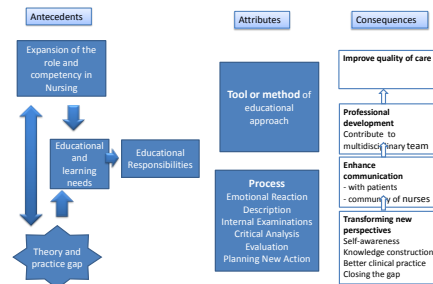 Antecedents
Expansion of the
role and
competency in
Nursing
Educational
and
learning
needs
Educational
Responsibilities
Theory and
practice gap
Attributes
Tool or method of
educational
approach
Process
Emotional Reaction
Description
Internal Examinations
Critical Analysis
Evaluation
Planning New Action
Consequences
Improve quality of care
Professional
development
Contribute to
multidisciplinary team
Enhance
communication
- with patients
- community of nurses
Transforming new
perspectives
Self-awareness
Knowledge construction
Better clinical practice
Closing the gap